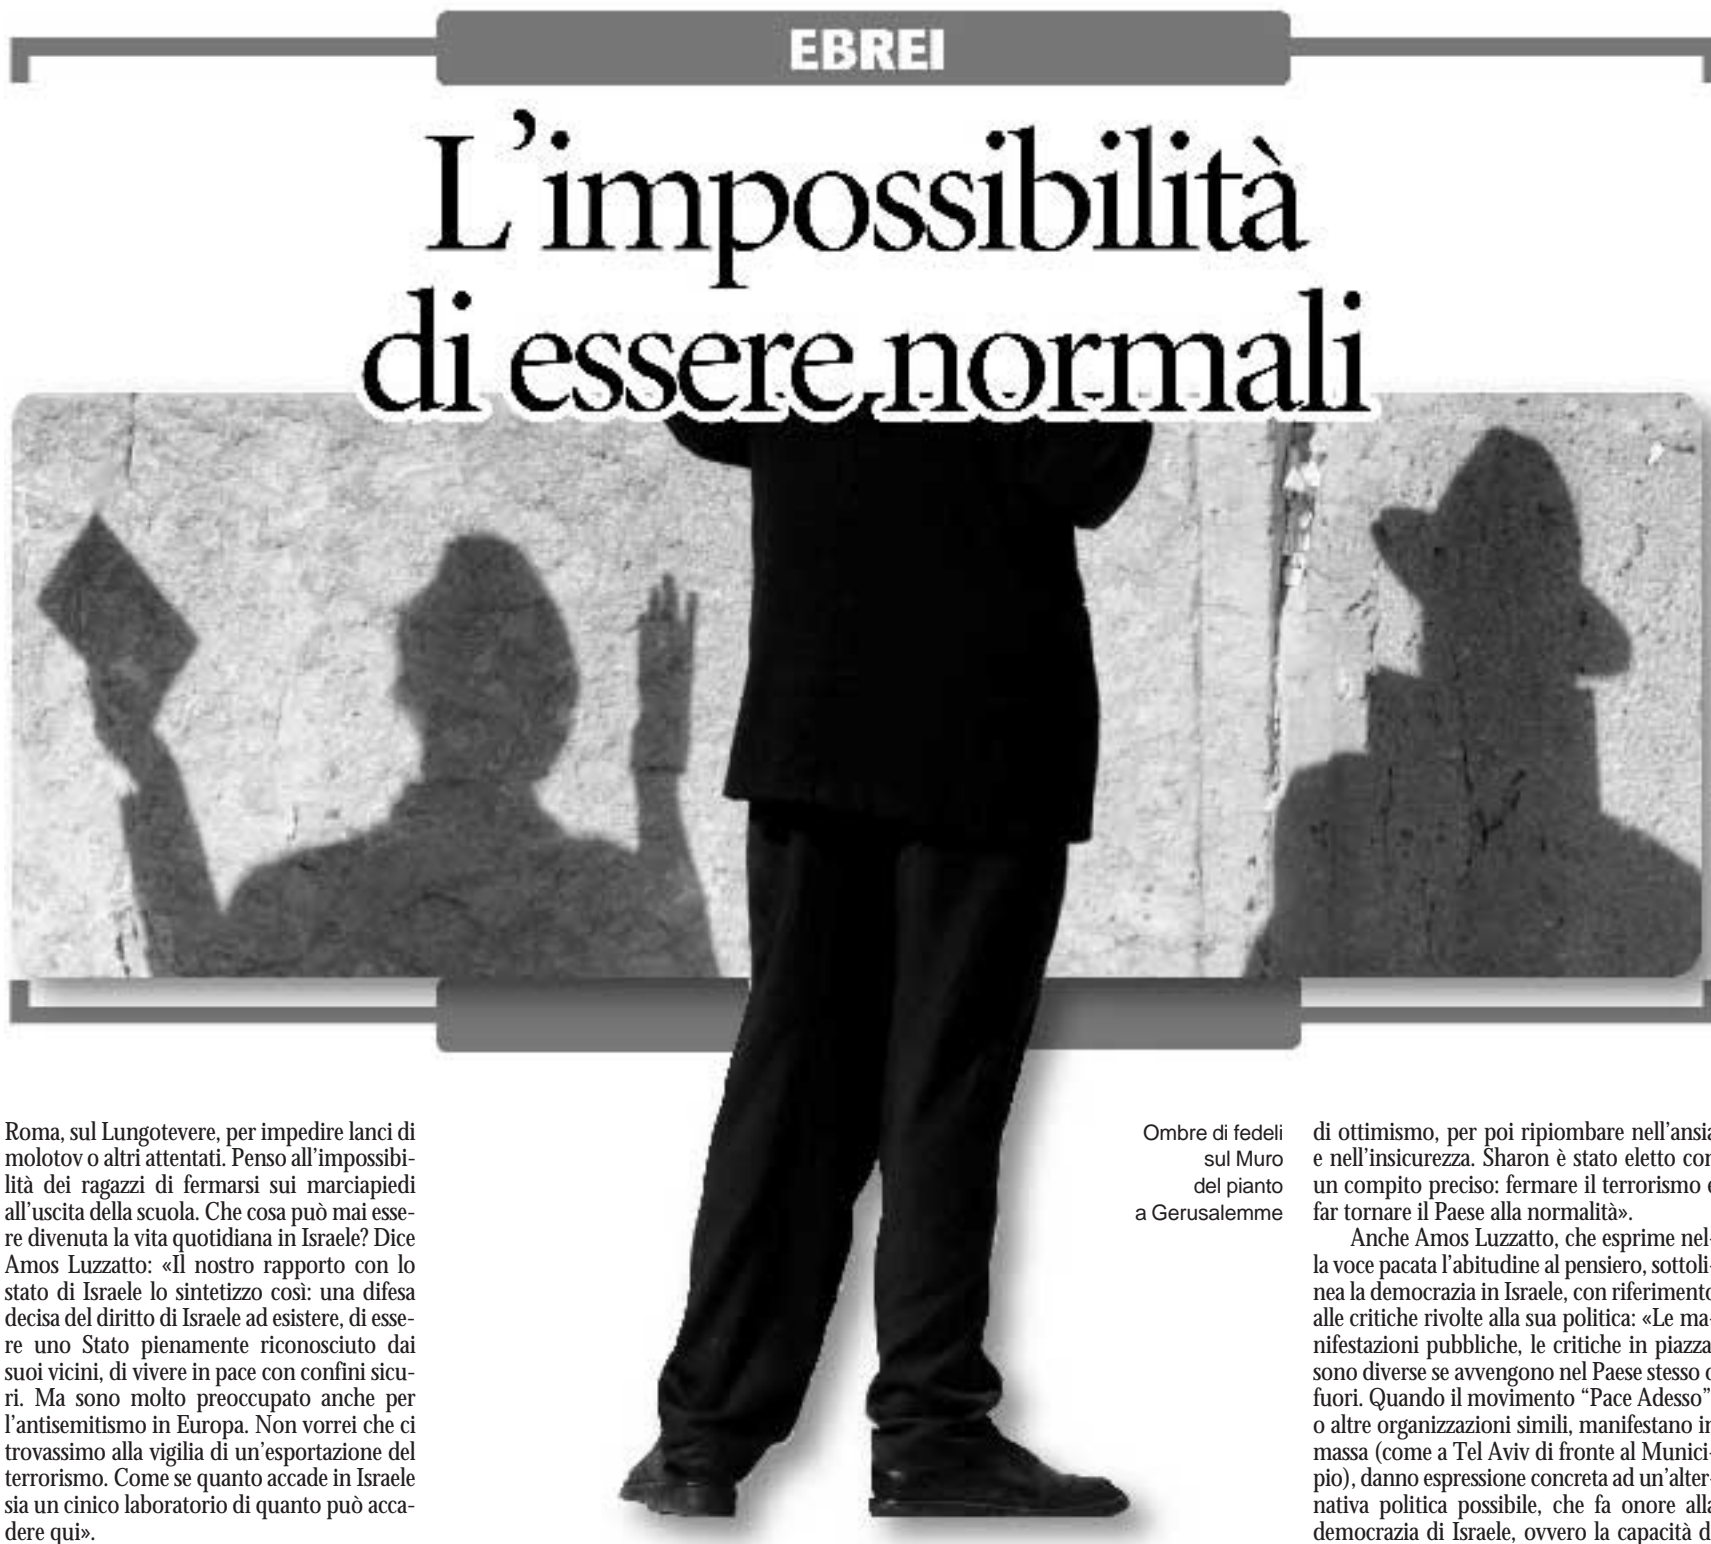 EBREI
L'impossibilità
di essere normali
Roma, sul Lungotevere, per impedire lanci di
molotov o altri attentati. Penso all'impossibi-
lità dei ragazzi di fermarsi sui marciapiedi
all'uscita della scuola. Che cosa può mai esse-
re divenuta la vita quotidiana in Israele? Dice
Amos Luzzatto: «Il nostro rapporto con lo
stato di Israele lo sintetizzo così: una difesa
decisa del diritto di Israele ad esistere, di esse-
re uno Stato pienamente riconosciuto dai
suoi vicini, di vivere in pace con confini sicu-
ri. Ma sono molto preoccupato anche per
l'antisemitismo in Europa. Non vorrei che ci
trovassimo alla vigilia di un'esportazione del
terrorismo. Come se quanto accade in Israele
sia un cinico laboratorio di quanto può acca-
dere qui».
Ombre di fedeli
sul Muro
del pianto
a Gerusalemme
di ottimismo, per poi ripiombare nell'ansia
e nell'insicurezza. Sharon è stato eletto con
un compito preciso: fermare il terrorismo e
far tornare il Paese alla normalità».
Anche Amos Luzzatto, che esprime nel-
la voce pacata l'abitudine al pensiero, sottoli-
nea la democrazia in Israele, con riferimento
alle critiche rivolte alla sua politica: «Le ma-
nifestazioni pubbliche, le critiche in piazza,
sono diverse se avvengono nel Paese stesso o
fuori. Quando il movimento “Pace Adesso”,
o altre organizzazioni simili, manifestano in
massa (come a Tel Aviv di fronte al Munici-
pio), danno espressione concreta ad un'alter-
nativa politica possibile, che fa onore alla
democrazia di Israele, ovvero la capacità di